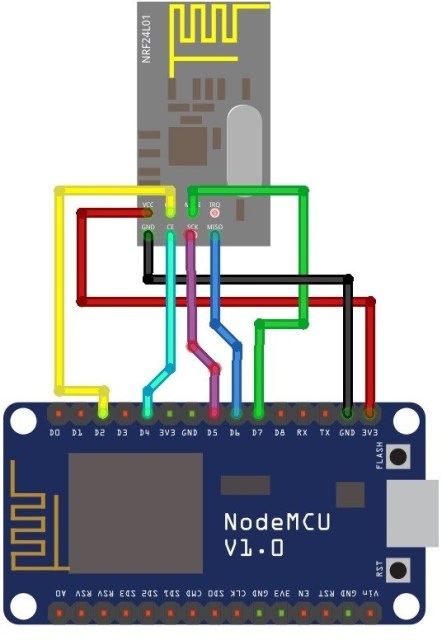 NRF24L01
VCC IRQ
GND CE SCK MISO
D0 D1 D2 D3 D4 3V3 GND D5 D6 D7 D8 RX TX GND 3V3
FLASH
NodeMCU
V1.0
RST
A0 RSV RSV SD3 SD2 SD1 CMD SD0 CLK GND 3V3 EN RST GND Vin